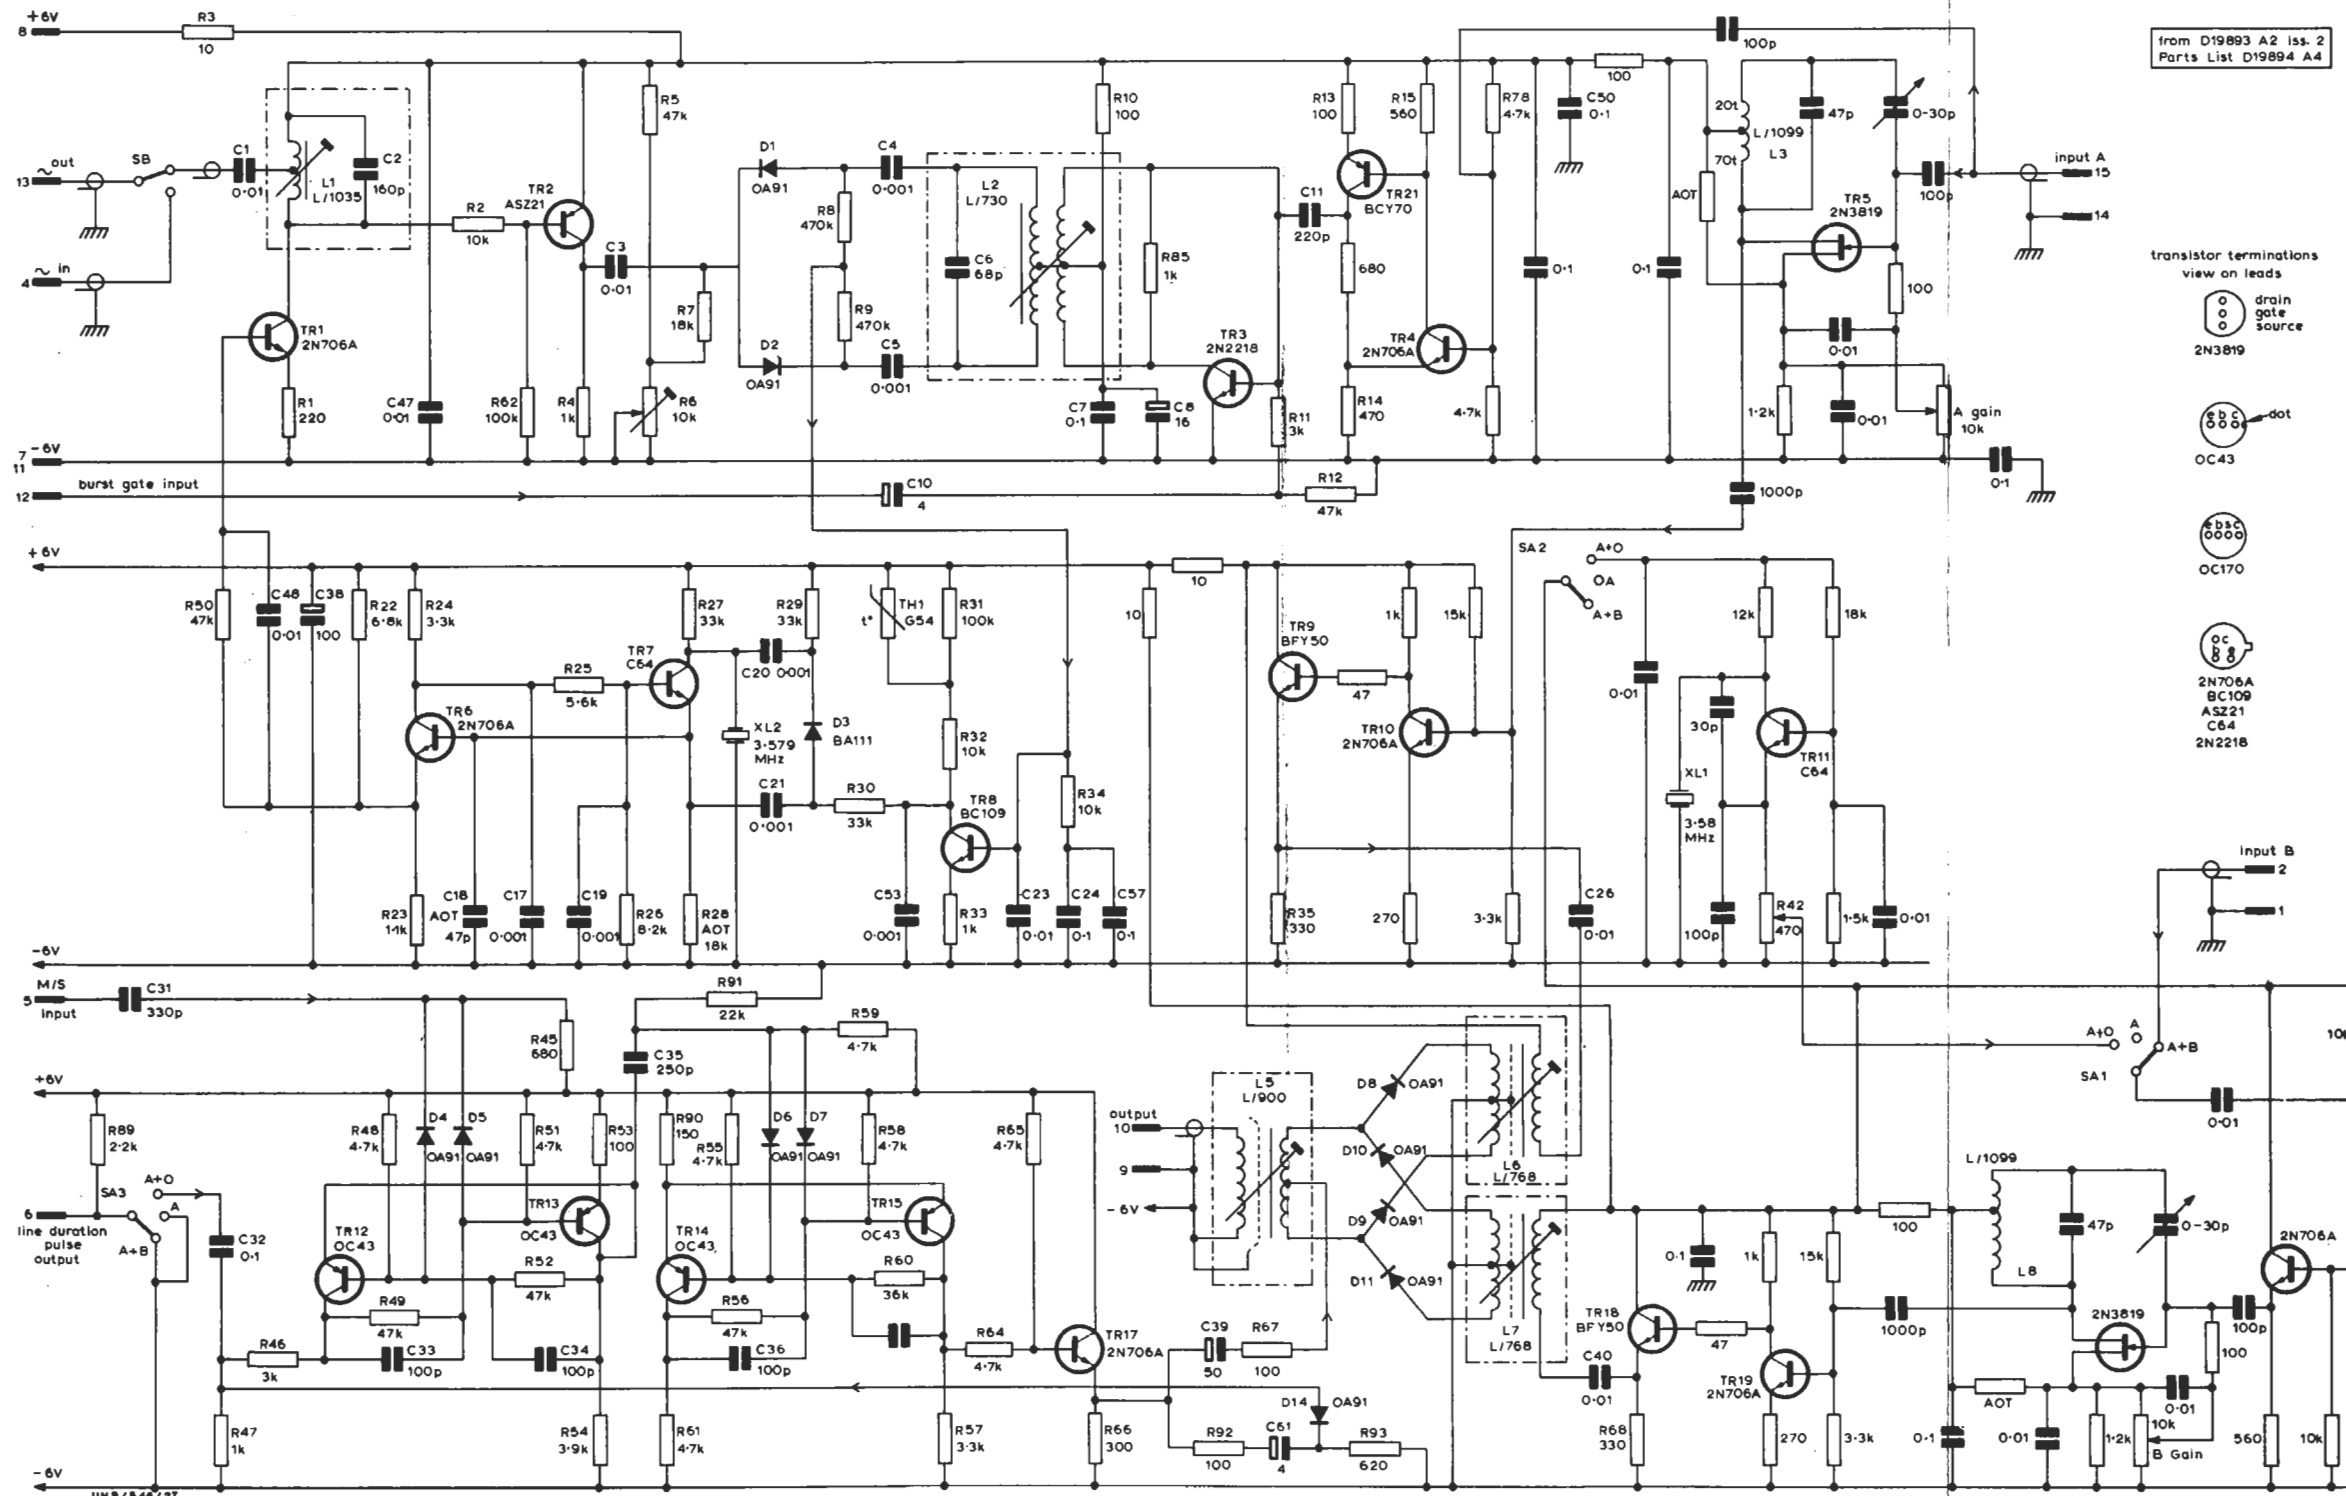 +6V
8
R3
10
from D19893 A2 iss. 2
Parts List D19894 A4
100p
R5
47k
R10
100
R13
100
R15
560
R78
4·7k
C50
0·1
100
20t
L/1099
70t
L3
47p
0-30p
~ out
13
SB
C1
0·01
L1
L/1035
C2
160p
TR2
ASZ21
R2
10k
D1
OA91
C4
0·001
R8
470k
L2
L/730
C6
68p
R85
1k
C11
220p
TR21
BCY70
680
AOT
TR5
2N3819
100p
input A
15
14
~ in
4
C3
0·01
R7
18k
R9
470k
0·1
0·1
100
transistor terminations
view on leads
drain
gate
source
2N3819
TR1
2N706A
D2
OA91
C5
0·001
TR3
2N2218
TR4
2N706A
0·01
R1
220
C47
0·01
R62
100k
R4
1k
R6
10k
C7
0·1
C8
16
R11
3k
R14
470
4·7k
1·2k
0·01
A gain
10k
e b c
dot
OC43
7
11
-6V
12
burst gate input
C10
4
R12
47k
1000p
0·1
+6V
10
SA2
A+O
OA
A+B
ebsc
OC170
R50
47k
C48
0·01
C38
100
R22
6·8k
R24
3·3k
R27
33k
R29
33k
TH1
G54
t°
R31
100k
10
TR9
BFY50
1k
15k
12k
18k
TR7
C64
C20 0·001
R25
5·6k
47
0·01
c
b e
2N706A
BC109
ASZ21
C64
2N2218
TR6
2N706A
XL2
3·579
MHz
D3
BA111
R32
10k
TR10
2N706A
30p
TR11
C64
XL1
3·58
MHz
C21
0·001
R30
33k
TR8
BC109
R34
10k
input B
2
1
R23
1·1k
C18
AOT
47p
C17
0·001
C19
0·001
R26
8·2k
R28
AOT
18k
C53
0·001
R33
1k
C23
0·01
C24
0·1
C57
0·1
R35
330
270
3·3k
C26
0·01
100p
R42
470
1·5k
0·01
-6V
5
M/S
input
C31
330p
R91
22k
R45
680
C35
250p
R59
4·7k
A+O
A
A+B
SA1
0·01
+6V
R89
2·2k
R48
4·7k
D4
OA91
D5
OA91
R51
4·7k
R53
100
R90
150
R55
4·7k
D6
OA91
D7
OA91
R58
4·7k
R65
4·7k
output
10
9
-6V
L5
L/900
D8
OA91
D10
OA91
D9
OA91
D11
OA91
L6
L/768
L7
L/768
6
line duration
pulse
output
SA3
A+O
A
A+B
C32
0·1
TR12
OC43
TR13
OC43
TR14
OC43
TR15
OC43
R52
47k
R60
36k
R49
47k
R56
47k
R46
3k
C33
100p
C34
100p
C36
100p
R64
4·7k
TR17
2N706A
C39
50
R67
100
C40
0·01
TR18
BFY50
47
TR19
2N706A
0·1
1k
15k
100
L/1099
L8
47p
0-30p
2N706A
1000p
2N3819
100p
100
D14
OA91
R47
1k
R54
3·9k
R61
4·7k
R57
3·3k
R66
300
R92
100
C61
4
R93
620
R68
330
270
3·3k
0·1
AOT
0·01
1·2k
10k
0·01
B Gain
560
10k
-6V